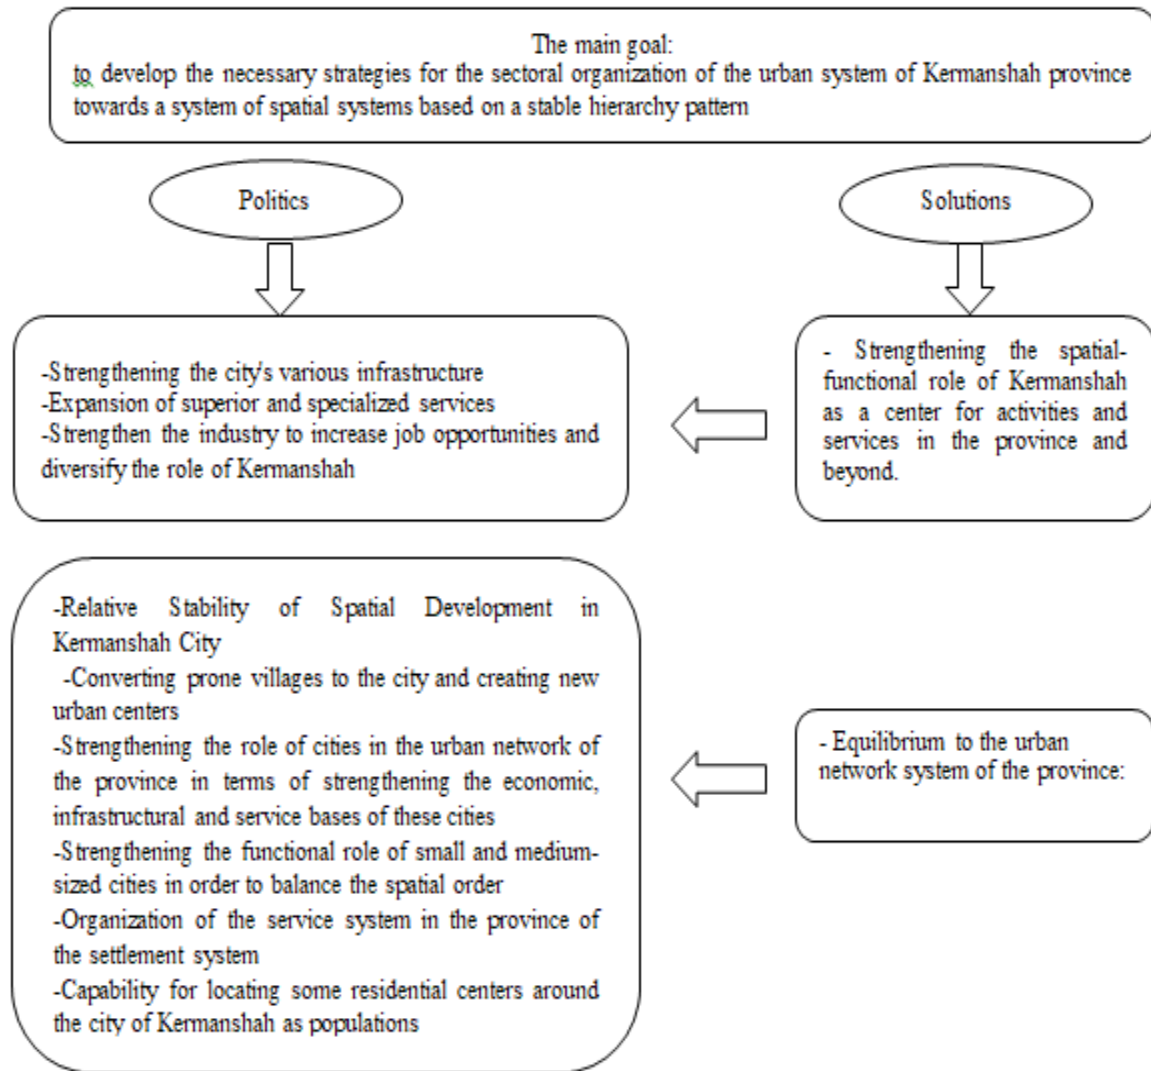 The main goal:
to develop the necessary strategies for the sectoral organization of the urban system of Kermanshah province
towards a system of spatial systems based on a stable hierarchy pattern
Politics
Solutions
-Strengthening the city's various infrastructure
-Expansion of superior and specialized services
-Strengthen the industry to increase job opportunities and
diversify the role of Kermanshah
- Strengthening the spatial-
functional role of Kermanshah
as a center for activities and
services in the province and
beyond.
-Relative Stability of Spatial Development in
Kermanshah City
-Converting prone villages to the city and creating new
urban centers
-Strengthening the role of cities in the urban network of
the province in terms of strengthening the economic,
infrastructural and service bases of these cities
-Strengthening the functional role of small and medium-
sized cities in order to balance the spatial order
-Organization of the service system in the province of
the settlement system
-Capability for locating some residential centers around
the city of Kermanshah as populations
- Equilibrium to the urban
network system of the province: